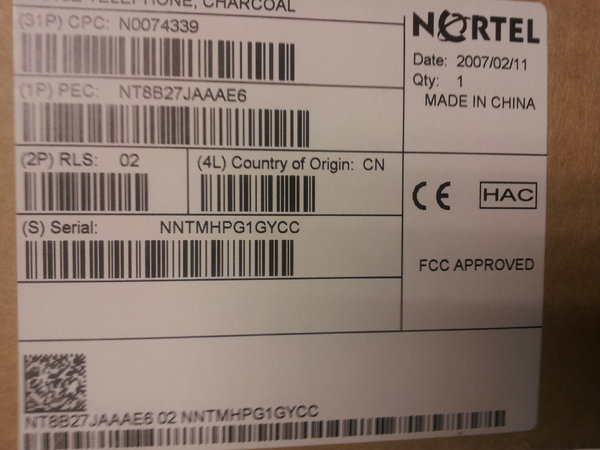 TELEPHONE, CHARCOAL
(31P) CPC: N0074339
(1P) PEC: NT8B27JAAAE6
(2P) RLS: 02
(4L) Country of Origin: CN
(S) Serial: NNTMHPG1GYCC
NT8B27JAAAE6 02 NNTMHPG1GYCC
NORTEL
Date: 2007/02/11
Qty: 1
MADE IN CHINA
CE
HAC
FCC APPROVED